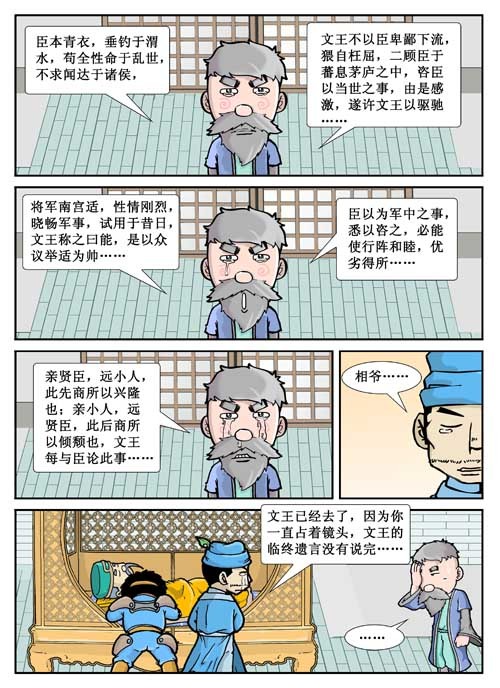 臣本青衣，垂钓于渭
水，苟全性命于乱世，
不求闻达于诸侯，
文王不以臣卑鄙下流，
猥自枉屈，二顾臣于
蓄息茅庐之中，咨臣
以当世之事，由是感
激，遂许文王以驱驰
……
将军南宫适，性情刚烈，
晓畅军事，试用于昔日，
文王称之曰能，是以众
议举适为帅……
臣以为军中之事，
悉以咨之，必能
使行阵和睦，优
劣得所……
亲贤臣，远小人，
此先商所以兴隆
也；亲小人，远
贤臣，此后商所
以倾颓也，文王
每与臣论此事……
相爷……
文王已经去了，因为你
一直占着镜头，文王的
临终遗言没有说完……
……